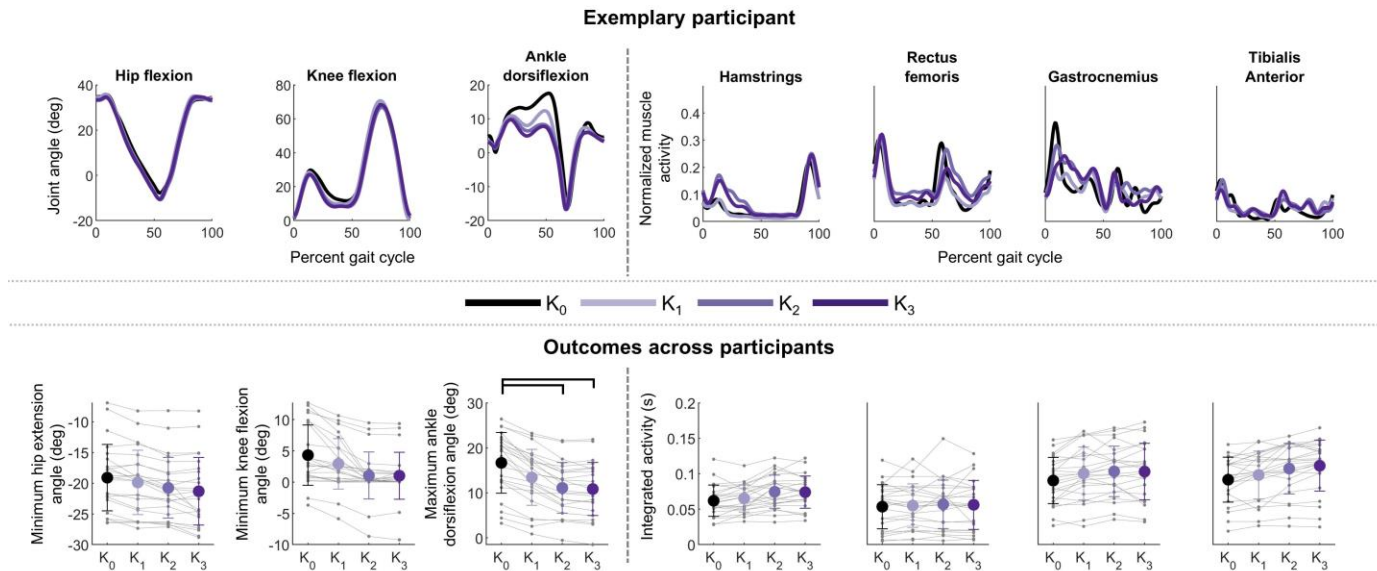 Exemplary participant
Hip flexion
Knee flexion
Ankle
dorsiflexion
Hamstrings
Rectus
femoris
Gastrocnemius
Tibialis
Anterior
Joint angle (deg)
40
20
0
-20
0
50
100
80
60
40
20
0
0
50
100
20
10
0
-10
-20
0
50
100
Percent gait cycle
Normalized muscle
activity
0.4
0.3
0.2
0.1
0
0
50
100
0
50
100
0
50
100
0
50
100
Percent gait cycle
K0
K1
K2
K3
Outcomes across participants
Minimum hip extension
angle (deg)
-10
-15
-20
-25
-30
K0 K1 K2 K3
Minimum knee flexion
angle (deg)
10
5
0
-5
-10
K0 K1 K2 K3
Maximum ankle
dorsiflexion angle (deg)
30
20
10
0
K0 K1 K2 K3
Integrated activity (s)
0.2
0.15
0.1
0.05
0
K0 K1 K2 K3
K0 K1 K2 K3
K0 K1 K2 K3
K0 K1 K2 K3